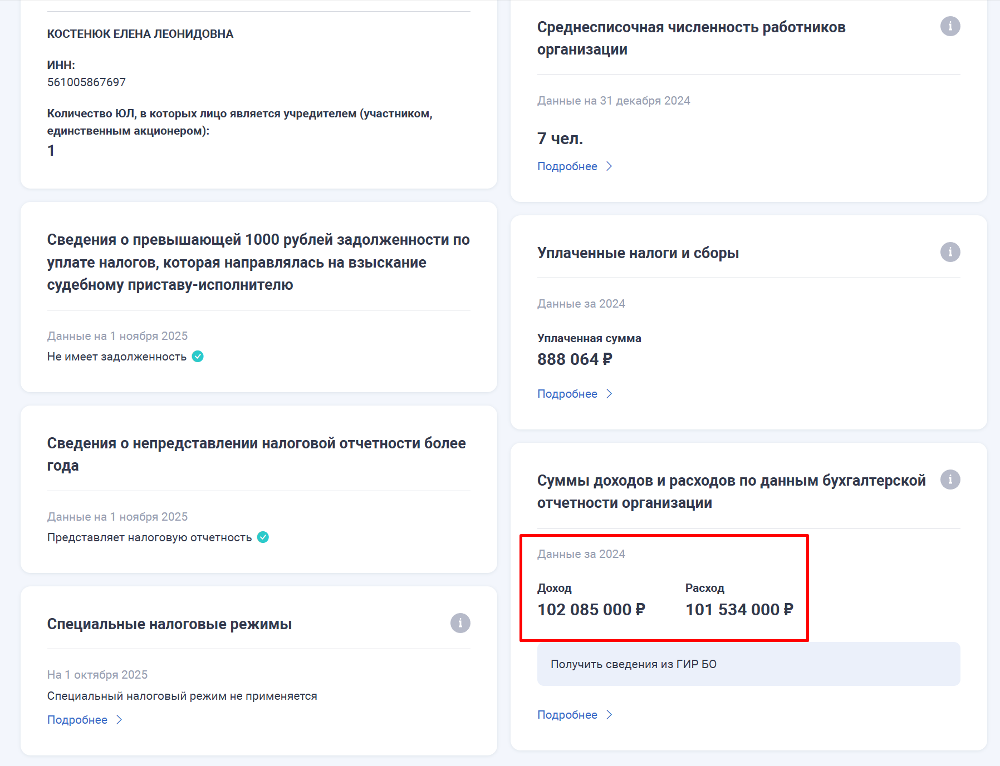 КОСТЕНЮК ЕЛЕНА ЛЕОНИДОВНА
ИНН:
561005867697
Количество ЮЛ, в которых лицо является учредителем (участником,
единственным акционером):
1
Сведения о превышающей 1000 рублей задолженности по
уплате налогов, которая направлялась на взыскание
судебному приставу-исполнителю
Данные на 1 ноября 2025
Не имеет задолженность
Сведения о непредставлении налоговой отчетности более
года
Данные на 1 ноября 2025
Представляет налоговую отчетность
Специальные налоговые режимы
На 1 октября 2025
Специальный налоговый режим не применяется
Подробнее
Среднесписочная численность работников
организации
Данные на 31 декабря 2024
7 чел.
Подробнее
Уплаченные налоги и сборы
Данные за 2024
Уплаченная сумма
888 064 ₽
Подробнее
Суммы доходов и расходов по данным бухгалтерской
отчетности организации
Данные за 2024
Доход Расход
102 085 000 ₽ 101 534 000 ₽
Получить сведения из ГИР БО
Подробнее